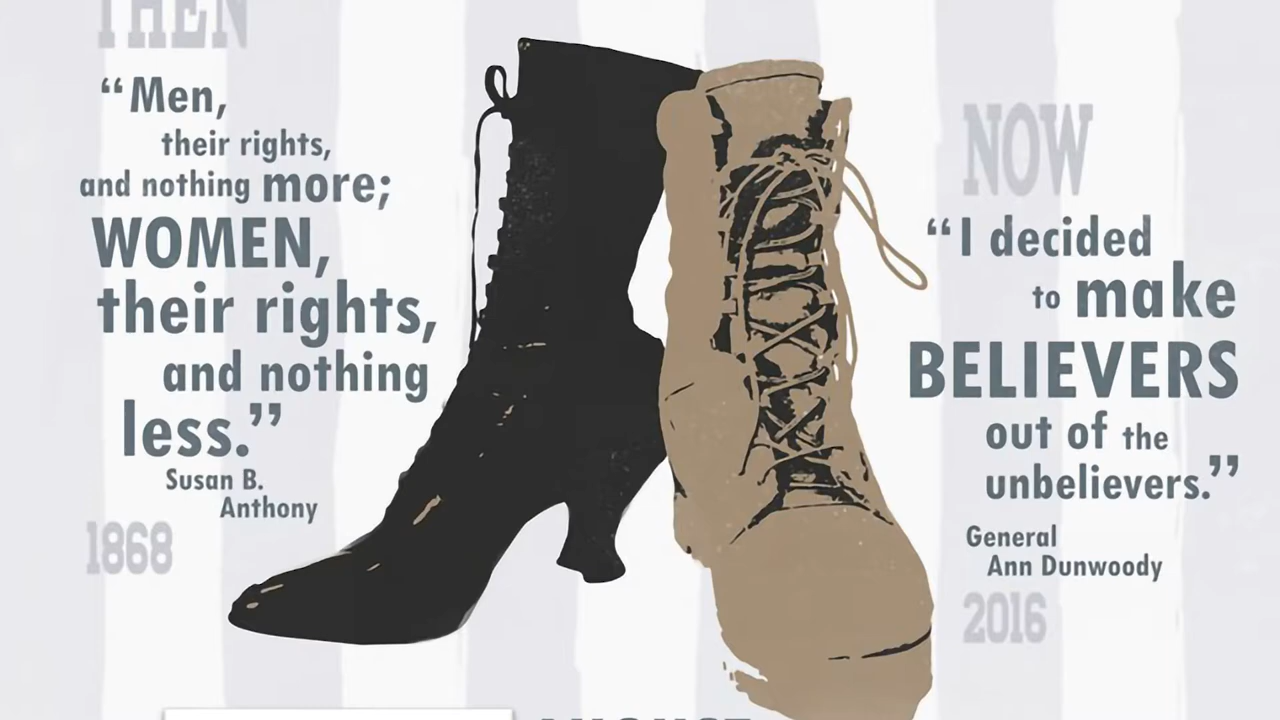 THEN
“Men,
their rights,
and nothing more;
WOMEN,
their rights,
and nothing
less.”
Susan B.
Anthony
1868
NOW
“I decided
to make
BELIEVERS
out of the
unbelievers.”
General
Ann Dunwoody
2016
AUGUST